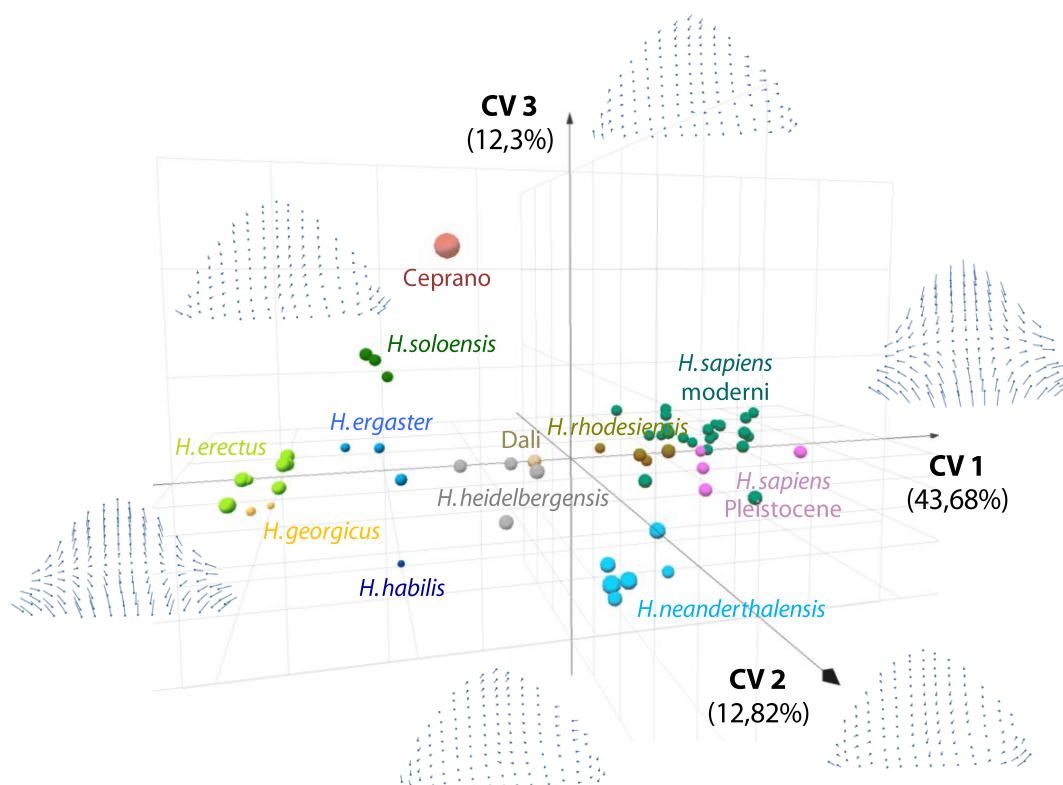 CV 3
(12,3%)
Ceprano
H.soloensis
H.sapiens
moderni
H.ergaster
H.rhodesiensis
H.erectus
Dali
CV 1
(43,68%)
H.sapiens
Pleistocene
H.heidelbergensis
H.georgicus
H.habilis
H.neanderthalensis
CV 2
(12,82%)